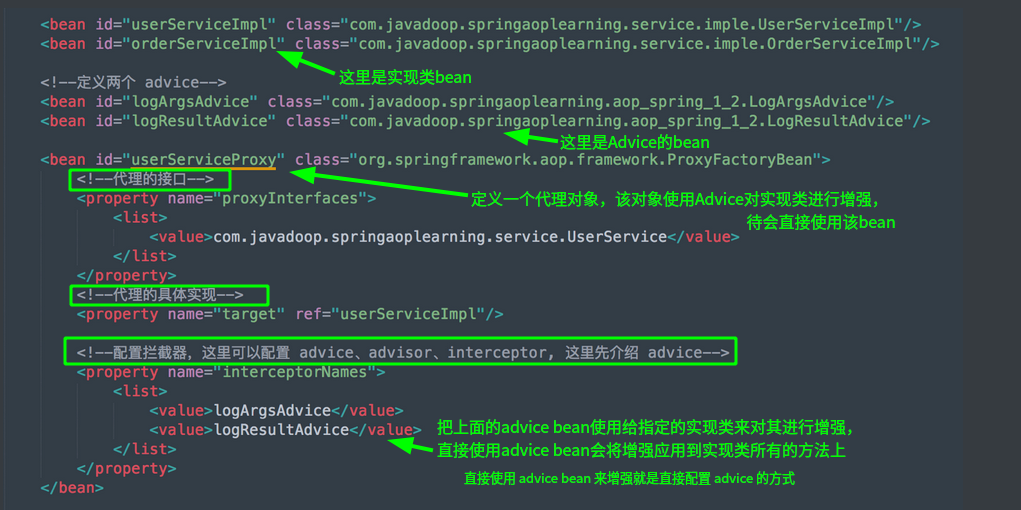 <bean id="userServiceImpl" class="com.javadoop.springaoplearning.service.imple.UserServiceImpl"/>
<bean id="orderServiceImpl" class="com.javadoop.springaoplearning.service.imple.OrderServiceImpl"/>
这里是实现类bean
<!--定义两个 advice-->
<bean id="logArgsAdvice" class="com.javadoop.springaoplearning.aop_spring_1_2.LogArgsAdvice"/>
<bean id="logResultAdvice" class="com.javadoop.springaoplearning.aop_spring_1_2.LogResultAdvice"/>
这里是Advice的bean
<bean id="userServiceProxy" class="org.springframework.aop.framework.ProxyFactoryBean">
<!--代理的接口-->
<property name="proxyInterfaces">
定义一个代理对象，该对象使用Advice对实现类进行增强，
待会直接使用该bean
<list>
<value>com.javadoop.springaoplearning.service.UserService</value>
</list>
</property>
<!--代理的具体实现-->
<property name="target" ref="userServiceImpl"/>
<!--配置拦截器，这里可以配置 advice、advisor、interceptor, 这里先介绍 advice-->
<property name="interceptorNames">
<list>
<value>logArgsAdvice</value>
<value>logResultAdvice</value>
</list>
</property>
</bean>
把上面的advice bean使用给指定的实现类来对其进行增强，
直接使用advice bean会将增强应用到实现类所有的方法上
直接使用 advice bean 来增强就是直接配置 advice 的方式